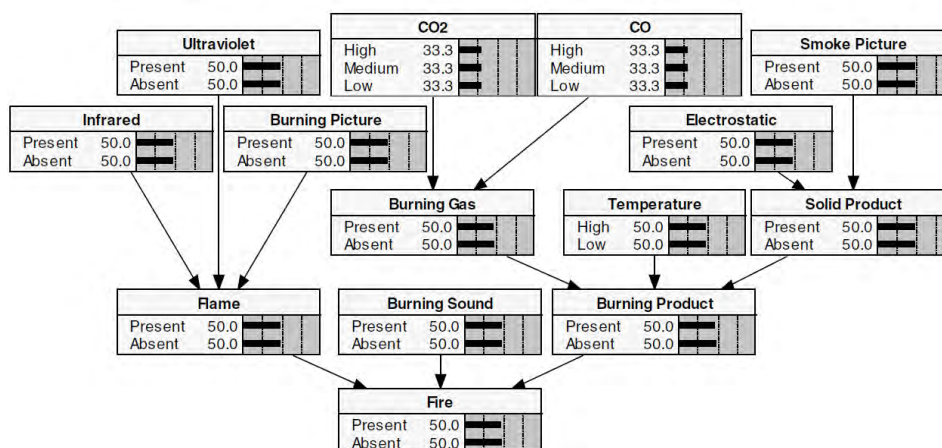 Ultraviolet
Present 50.0
Absent 50.0
CO2
High 33.3
Medium 33.3
Low 33.3
CO
High 33.3
Medium 33.3
Low 33.3
Smoke Picture
Present 50.0
Absent 50.0
Infrared
Present 50.0
Absent 50.0
Burning Picture
Present 50.0
Absent 50.0
Electrostatic
Present 50.0
Absent 50.0
Burning Gas
Present 50.0
Absent 50.0
Temperature
High 50.0
Low 50.0
Solid Product
Present 50.0
Absent 50.0
Flame
Present 50.0
Absent 50.0
Burning Sound
Present 50.0
Absent 50.0
Burning Product
Present 50.0
Absent 50.0
Fire
Present 50.0
Absent 50.0